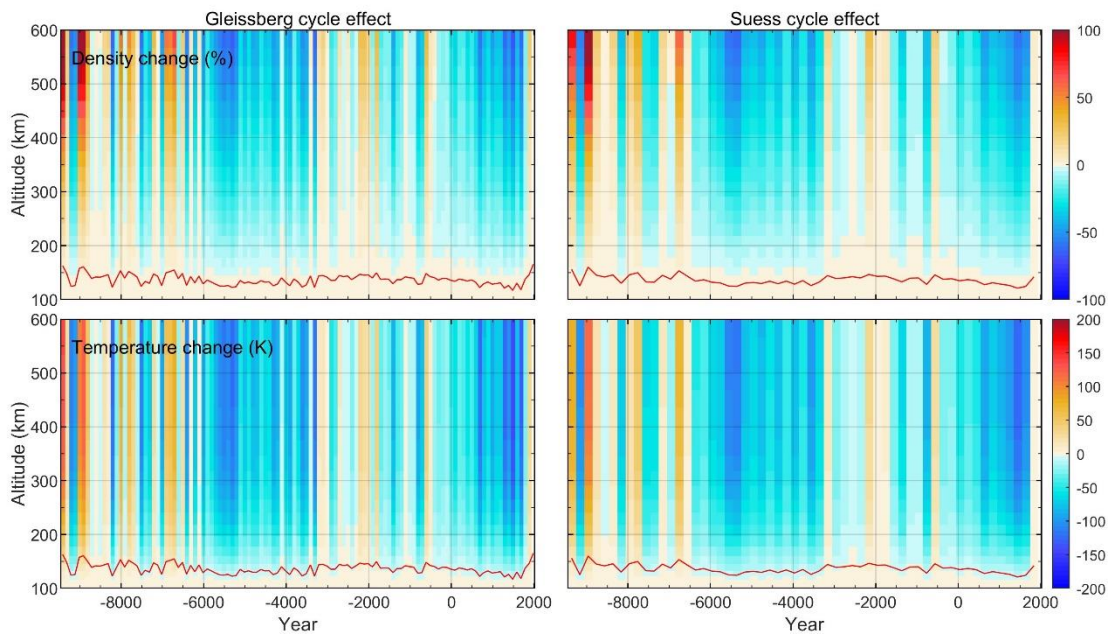 Gleissberg cycle effect
Suess cycle effect
600
500
400
300
200
100
Altitude (km)
Density change (%)
100
50
0
-50
-100
600
500
400
300
200
100
Altitude (km)
Temperature change (K)
-8000 -6000 -4000 -2000 0 2000
Year
-8000 -6000 -4000 -2000 0 2000
Year
200
150
100
50
0
-50
-100
-150
-200